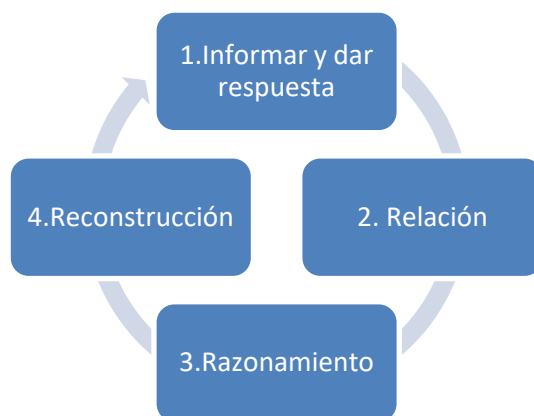 1.Informar y dar
respuesta
2. Relación
3.Razonamiento
4.Reconstrucción